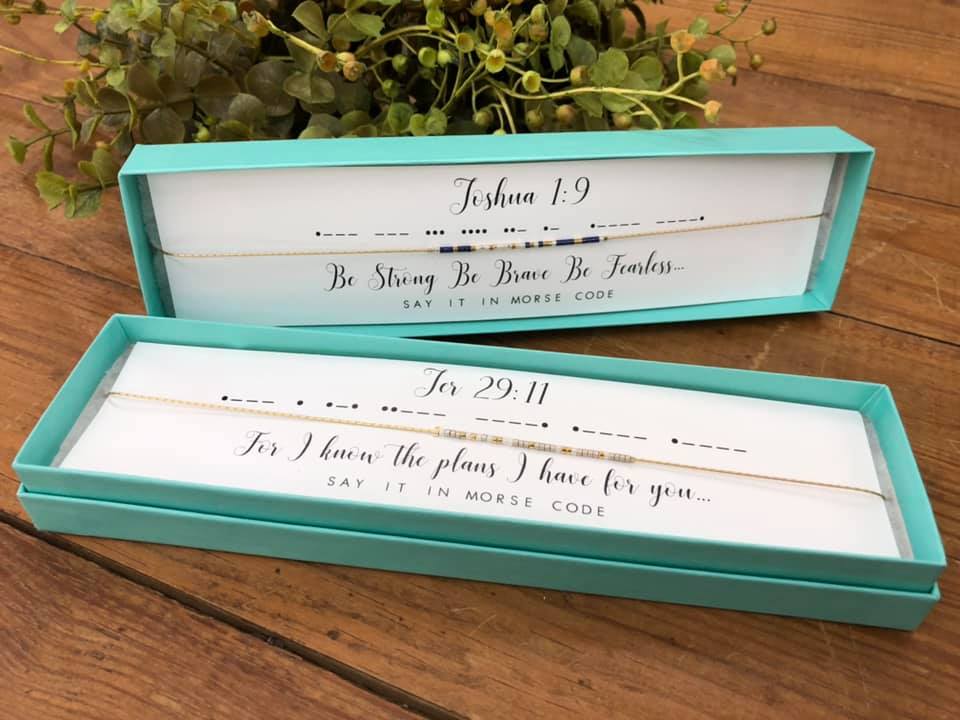 Joshua 1:9
•−−− −−− ••• •••• ••− •− •−−−− −−−−•
Be Strong Be Brave Be Fearless...
SAY IT IN MORSE CODE
Jer 29:11
•−−− • •−• ••−−− −−−−• •−−−− •−−−−
For I know the plans I have for you...
SAY IT IN MORSE CODE